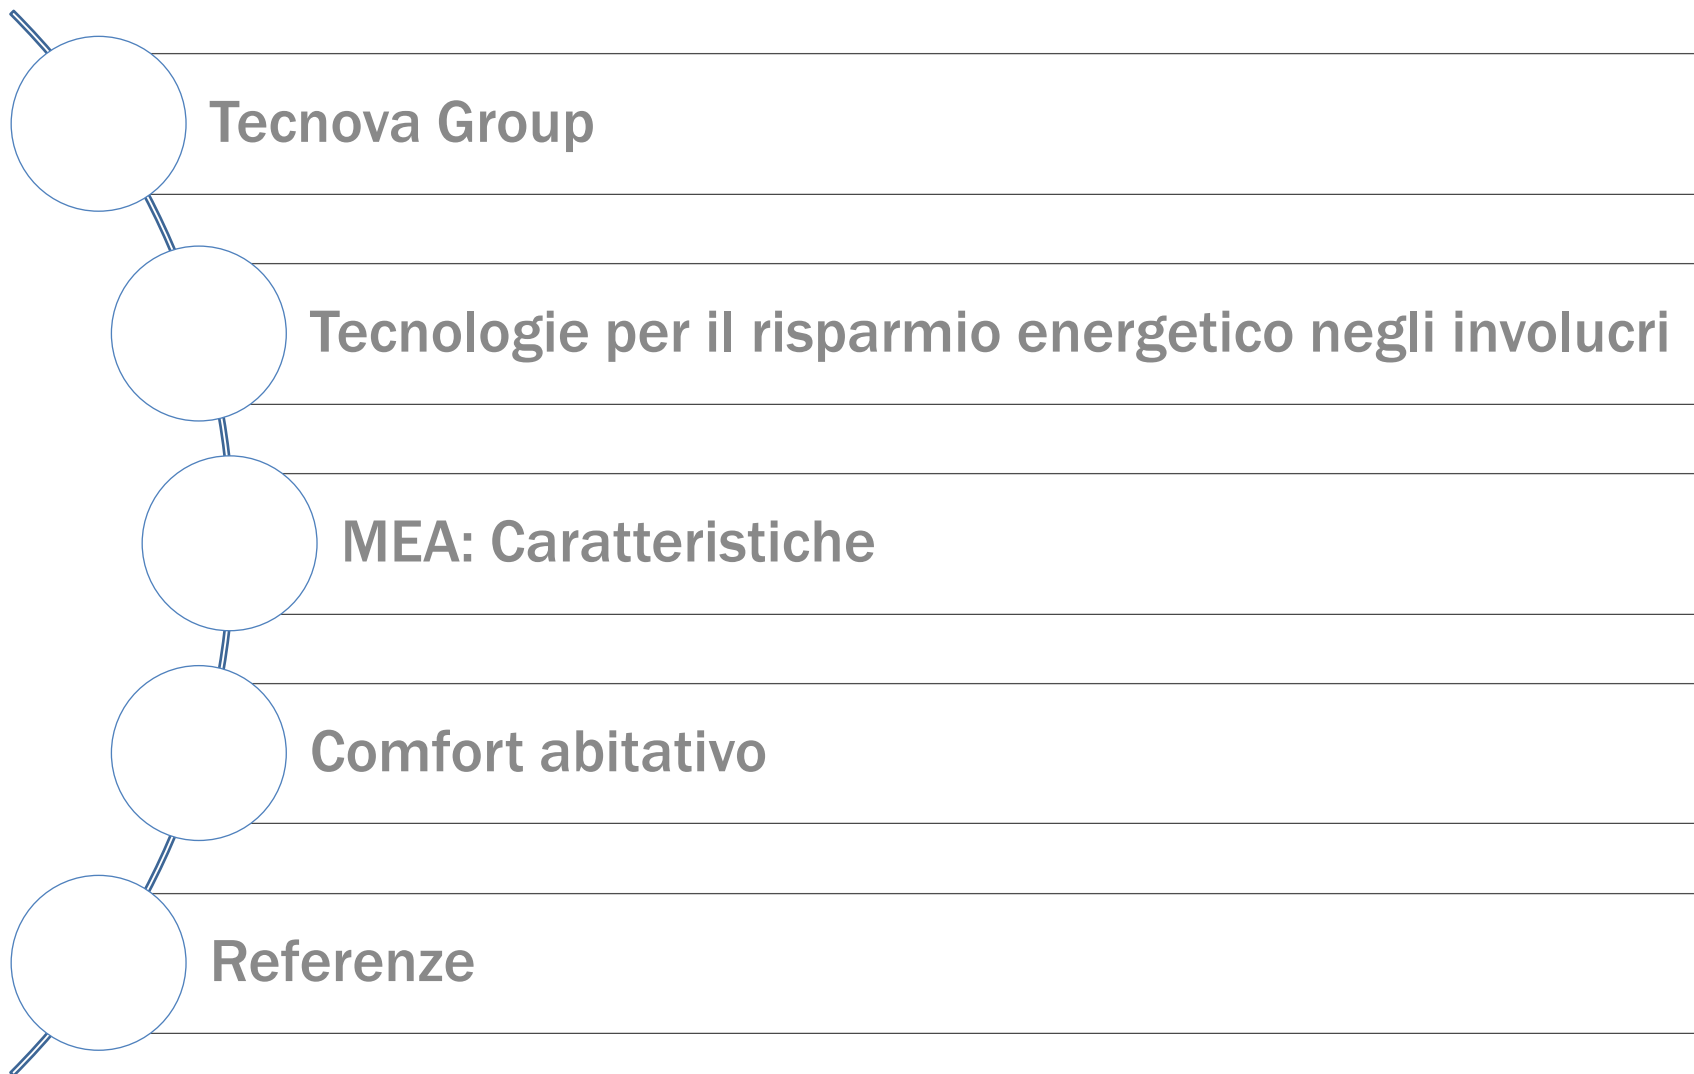 Tecnova Group
Tecnologie per il risparmio energetico negli involucri
MEA: Caratteristiche
Comfort abitativo
Referenze